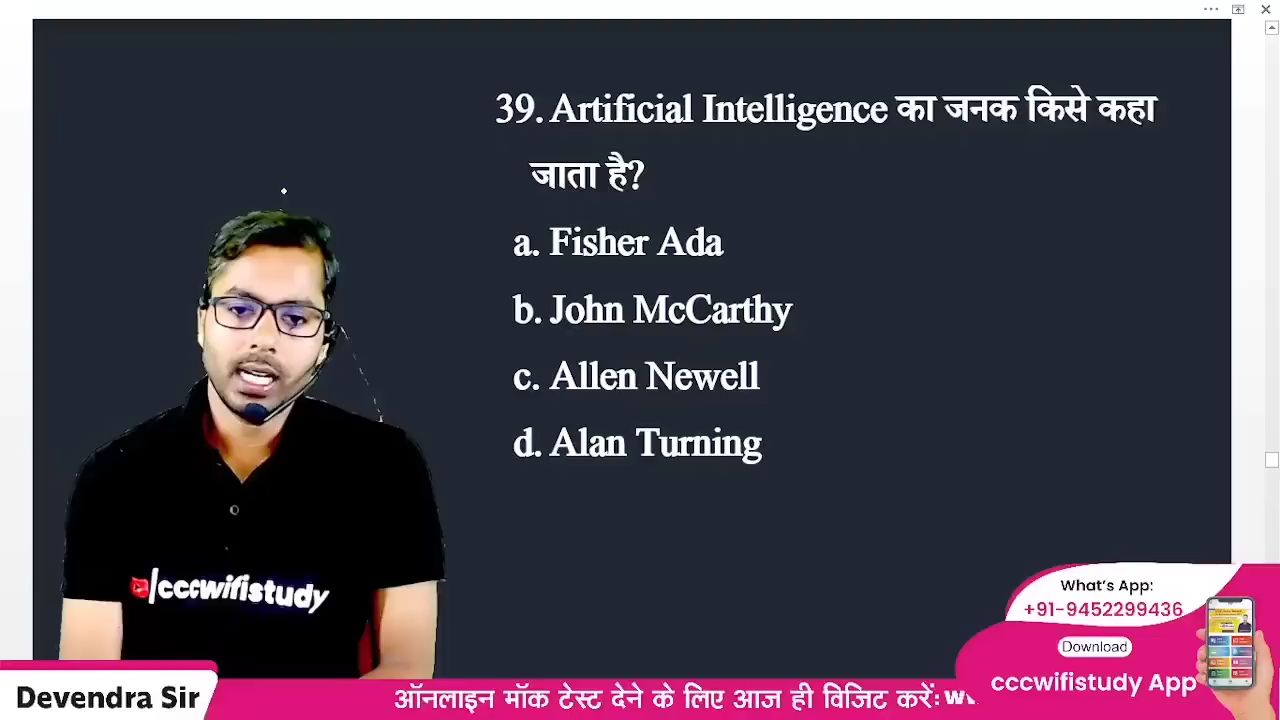 39. Artificial Intelligence का जनक किसे कहा
जाता है?
a. Fisher Ada
b. John McCarthy
c. Allen Newell
d. Alan Turning
cccwifistudy
What's App:
+91-9452299436
Download
cccwifistudy App
Devendra Sir
ऑनलाइन मॉक टेस्ट देने के लिए आज ही विजिट करें: